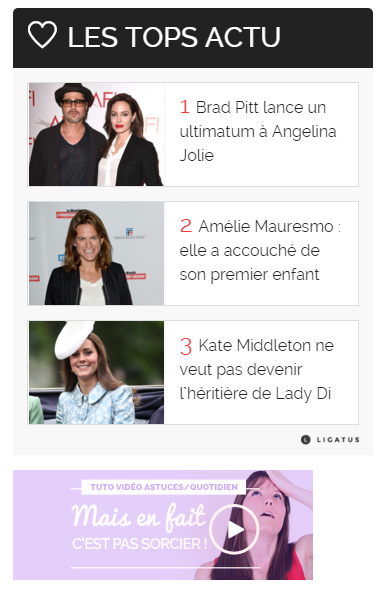 LES TOPS ACTU
AFI
AFI
1 Brad Pitt lance un
ultimatum à Angelina
Jolie
2 Amélie Mauresmo :
elle a accouché de
son premier enfant
3 Kate Middleton ne
veut pas devenir
l'héritière de Lady Di
L LIGATUS
TUTO VIDÉO ASTUCES/QUOTIDIEN
Mais en fait
C'EST PAS SORCIER !